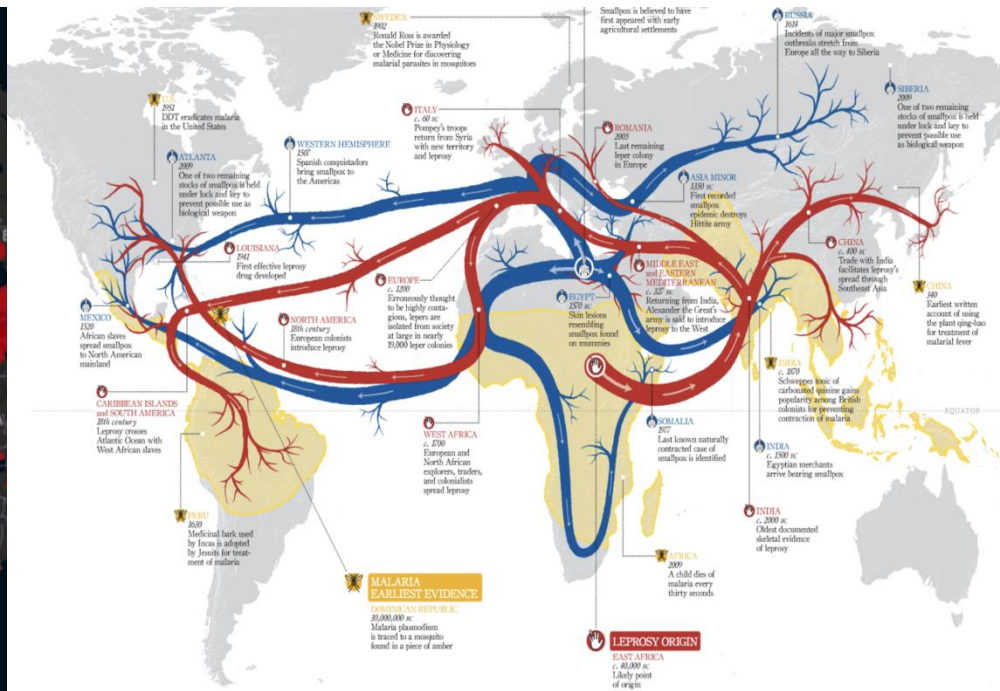 SWEDEN
1902
Ronald Ross is awarded
the Nobel Prize in Physiology
or Medicine for discovering
malarial parasites in mosquitoes
Smallpox is believed to have
first appeared with early
agricultural settlements
RUSSIA
1614
Incidents of major smallpox
outbreaks stretch from
Europe all the way to Siberia
U.S.
1951
DDT eradicates malaria
in the United States
ATLANTA
2009
One of two remaining
stocks of smallpox is held
under lock and key to
prevent possible use as
biological weapon
WESTERN HEMISPHERE
1507
Spanish conquistadors
bring smallpox to
the Americas
ITALY
c. 60 BC
Pompey's troops
return from Syria
with new territory
and leprosy
ROMANIA
2005
Last remaining
leper colony
in Europe
ASIA MINOR
1350 BC
First recorded
smallpox
epidemic destroys
Hittite army
SIBERIA
2009
One of two remaining
stocks of smallpox is held
under lock and key to
prevent possible use
as biological weapon
LOUISIANA
1941
First effective leprosy
drug developed
EUROPE
c. 1200
Erroneously thought
to be highly conta-
gious, lepers are
isolated from society
at large in nearly
19,000 leper colonies
EGYPT
1570 BC
Skin lesions
resembling
smallpox found
on mummies
MIDDLE EAST
and EASTERN
MEDITERRANEAN
c. 327 BC
Returning from India,
Alexander the Great's
army is said to introduce
leprosy to the West
CHINA
c. 400 BC
Trade with India
facilitates leprosy's
spread through
Southeast Asia
CHINA
340
Earliest written
account of using
the plant qing-hao
for treatment of
malarial fever
MEXICO
1520
African slaves
spread smallpox
to North American
mainland
NORTH AMERICA
18th century
European colonists
introduce leprosy
CARIBBEAN ISLANDS
and SOUTH AMERICA
18th century
Leprosy crosses
Atlantic Ocean with
West African slaves
WEST AFRICA
c. 1700
European and
North African
explorers, traders,
and colonialists
spread leprosy
SOMALIA
1977
Last known naturally
contracted case of
smallpox is identified
INDIA
c. 1870
Schweppes tonic of
carbonated quinine gains
popularity among British
colonists for preventing
contraction of malaria
EQUATOR
INDIA
c. 1500 BC
Egyptian merchants
arrive bearing smallpox
INDIA
c. 2000 BC
Oldest documented
skeletal evidence
of leprosy
PERU
1630
Medicinal bark used
by Incas is adopted
by Jesuits for treat-
ment of malaria
AFRICA
2009
A child dies of
malaria every
thirty seconds
MALARIA
EARLIEST EVIDENCE
DOMINICAN REPUBLIC
30,000,000 BC
Malaria plasmodium
is traced to a mosquito
found in a piece of amber
LEPROSY ORIGIN
EAST AFRICA
c. 40,000 BC
Likely point
of origin